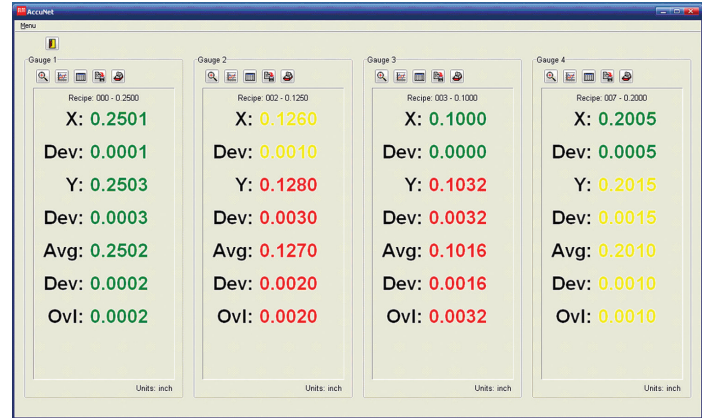 AccuNet
Menu
Gauge 1
Recipe: 000 - 0.2500
X: 0.2501
Dev: 0.0001
Y: 0.2503
Dev: 0.0003
Avg: 0.2502
Dev: 0.0002
Ovl: 0.0002
Units: inch
Gauge 2
Recipe: 002 - 0.1250
X: 0.1260
Dev: 0.0010
Y: 0.1280
Dev: 0.0030
Avg: 0.1270
Dev: 0.0020
Ovl: 0.0020
Units: inch
Gauge 3
Recipe: 003 - 0.1000
X: 0.1000
Dev: 0.0000
Y: 0.1032
Dev: 0.0032
Avg: 0.1016
Dev: 0.0016
Ovl: 0.0032
Units: inch
Gauge 4
Recipe: 007 - 0.2000
X: 0.2005
Dev: 0.0005
Y: 0.2015
Dev: 0.0015
Avg: 0.2010
Dev: 0.0010
Ovl: 0.0010
Units: inch